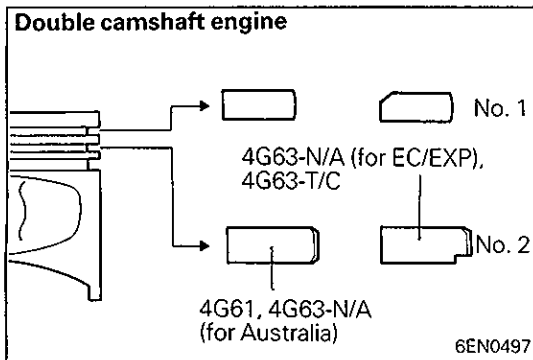 Double camshaft engine
No. 1
4G63-N/A (for EC/EXP),
4G63-T/C
No. 2
4G61, 4G63-N/A
(for Australia)
6EN0497